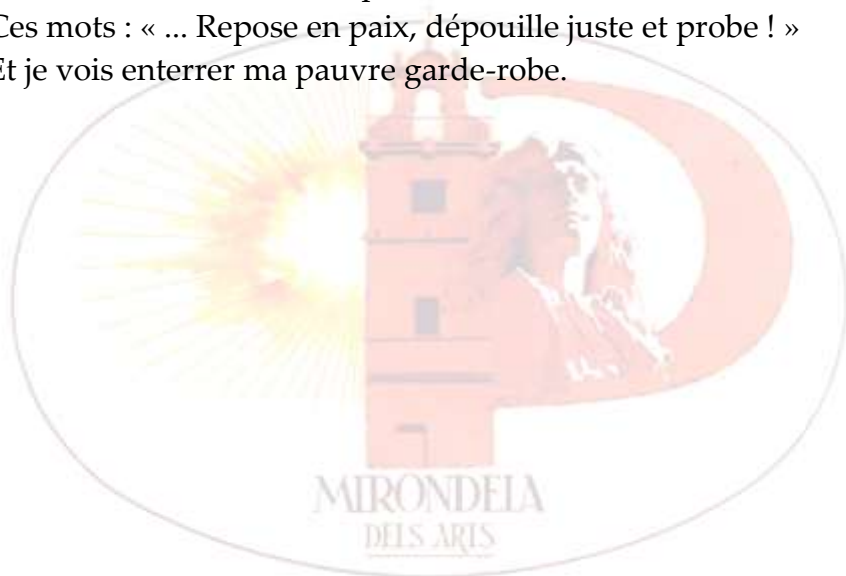 Ces mots : « ... Repose en paix, dépouille juste et probe ! »
Et je vois enterrer ma pauvre garde-robe.
MIRONDELA
DELS ARTS